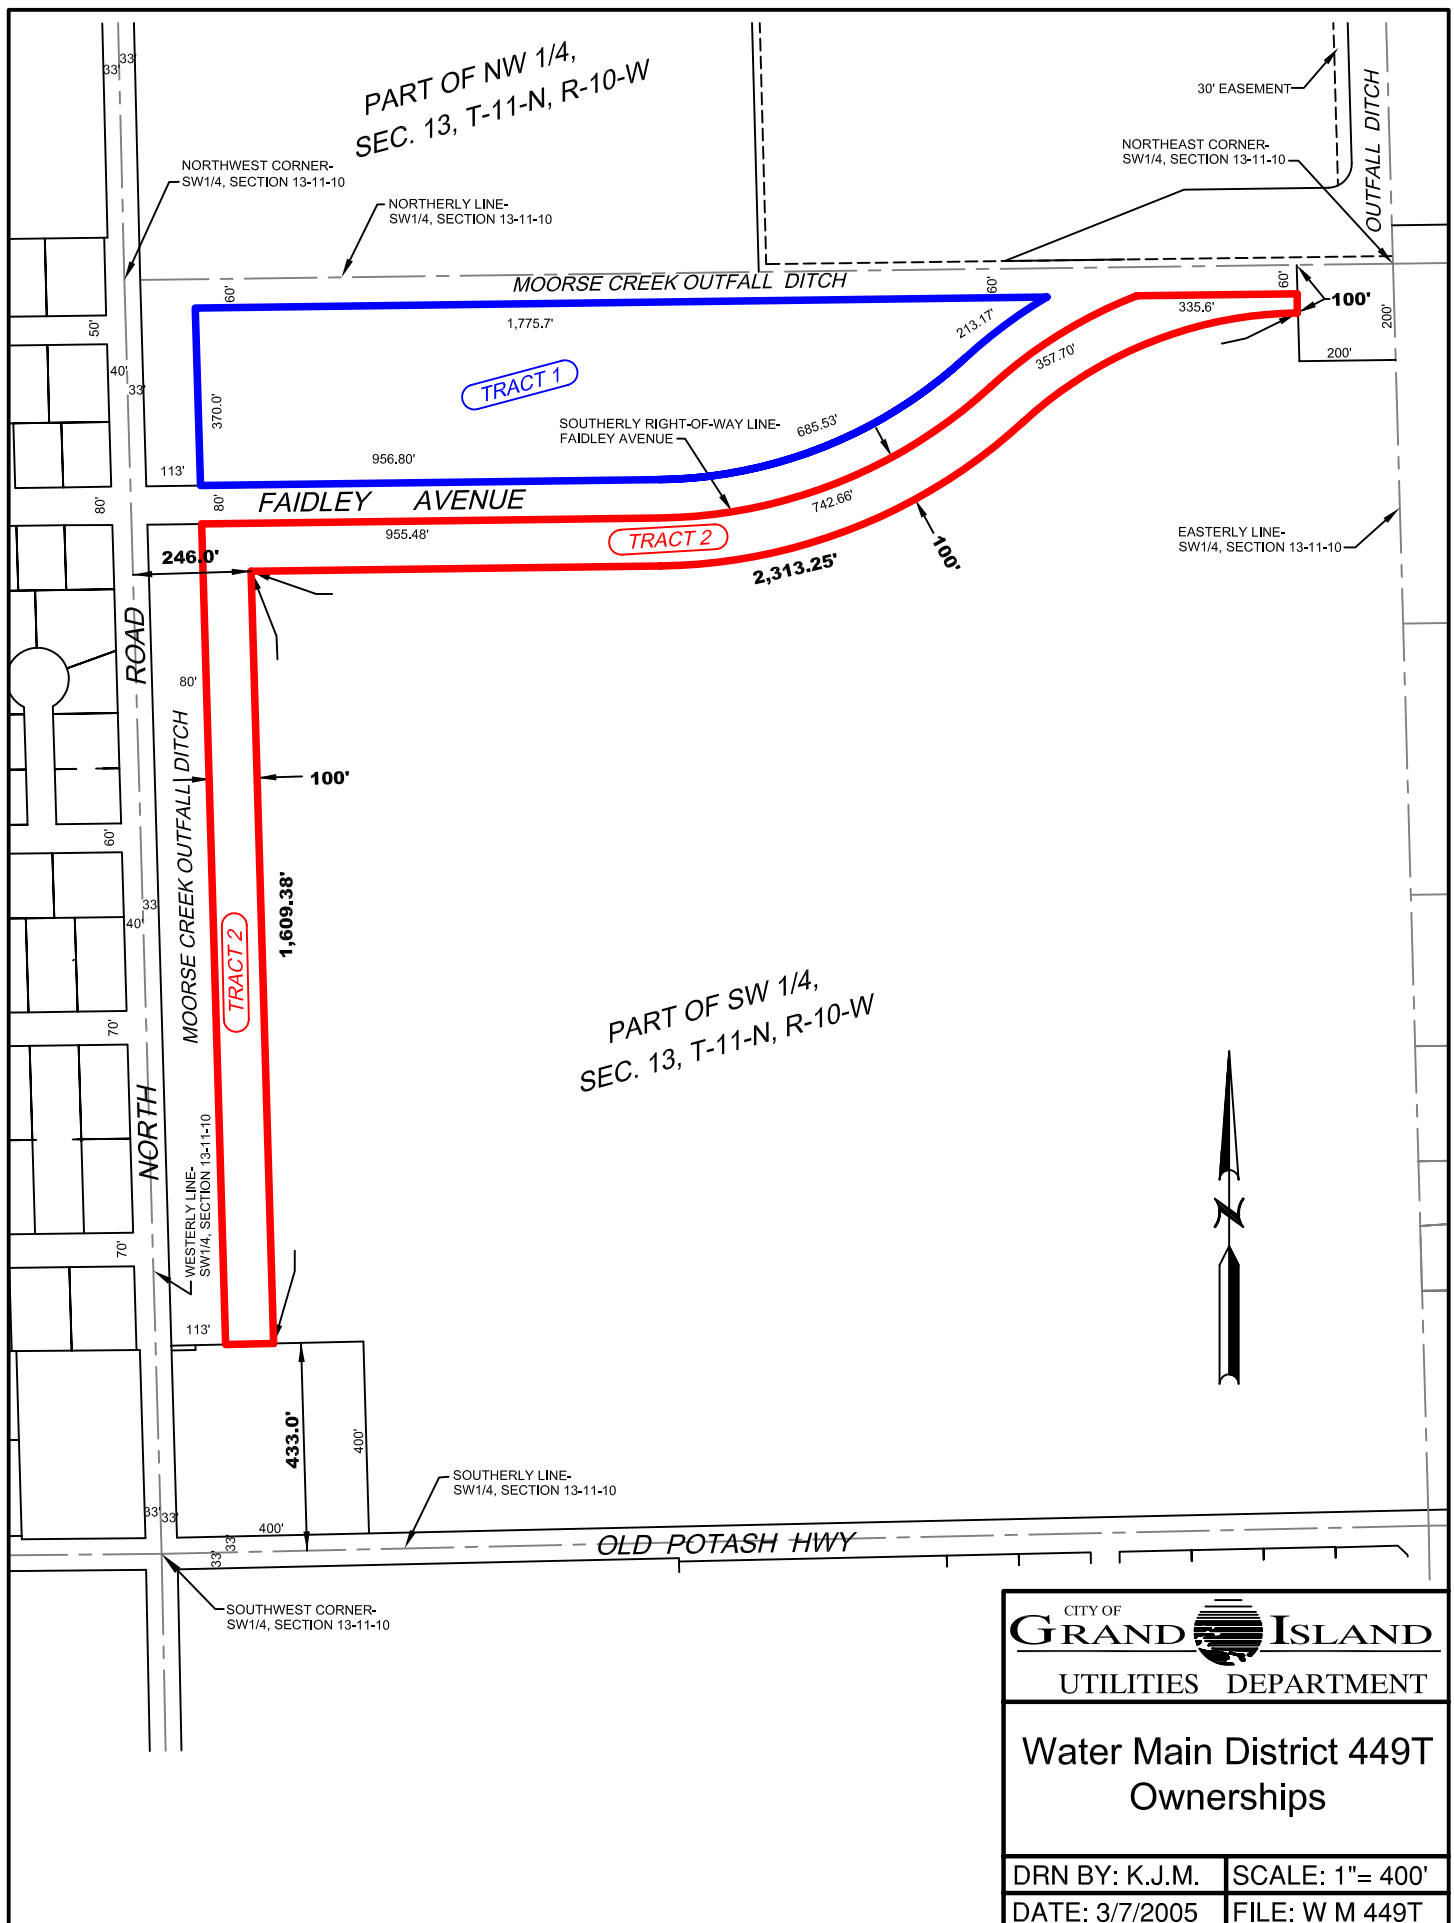 33'
33'
PART OF NW 1/4,
SEC. 13, T-11-N, R-10-W
30' EASEMENT
OUTFALL DITCH
NORTHEAST CORNER-
SW1/4, SECTION 13-11-10
NORTHWEST CORNER-
SW1/4, SECTION 13-11-10
NORTHERLY LINE-
SW1/4, SECTION 13-11-10
MOORSE CREEK OUTFALL DITCH
60'
60'
60'
100'
200'
200'
335.6'
1,775.7'
213.17'
357.70'
50'
40'
33'
370.0'
TRACT 1
SOUTHERLY RIGHT-OF-WAY LINE-
FAIDLEY AVENUE
685.53'
956.80'
113'
80'
80'
FAIDLEY AVENUE
742.66'
955.48'
TRACT 2
100'
2,313.25'
246.0'
EASTERLY LINE-
SW1/4, SECTION 13-11-10
ROAD
80'
MOORSE CREEK OUTFALL DITCH
100'
60'
33'
40'
1,609.38'
TRACT 2
PART OF SW 1/4,
SEC. 13, T-11-N, R-10-W
70'
NORTH
WESTERLY LINE-
SW1/4, SECTION 13-11-10
N
70'
113'
433.0'
400'
SOUTHERLY LINE-
SW1/4, SECTION 13-11-10
33'
33'
400'
33'
33'
OLD POTASH HWY
SOUTHWEST CORNER-
SW1/4, SECTION 13-11-10
CITY OF
GRAND ISLAND
UTILITIES DEPARTMENT
Water Main District 449T
Ownerships
DRN BY: K.J.M.
SCALE: 1"= 400'
DATE: 3/7/2005
FILE: W M 449T